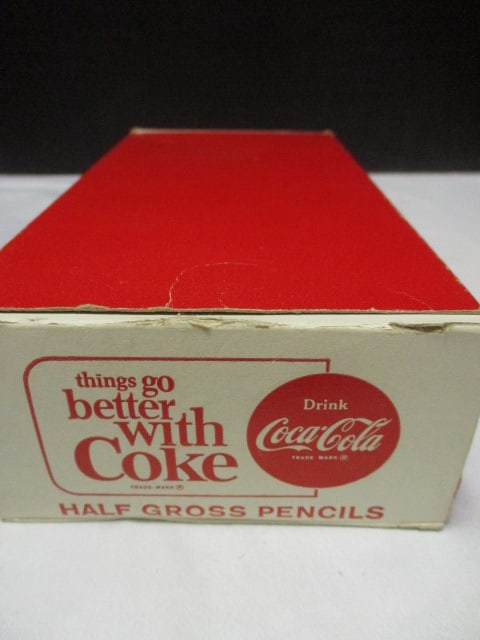 things go
better
with
Coke
TRADE-MARK ®
Drink
Coca-Cola
TRADE MARK ®
HALF GROSS PENCILS